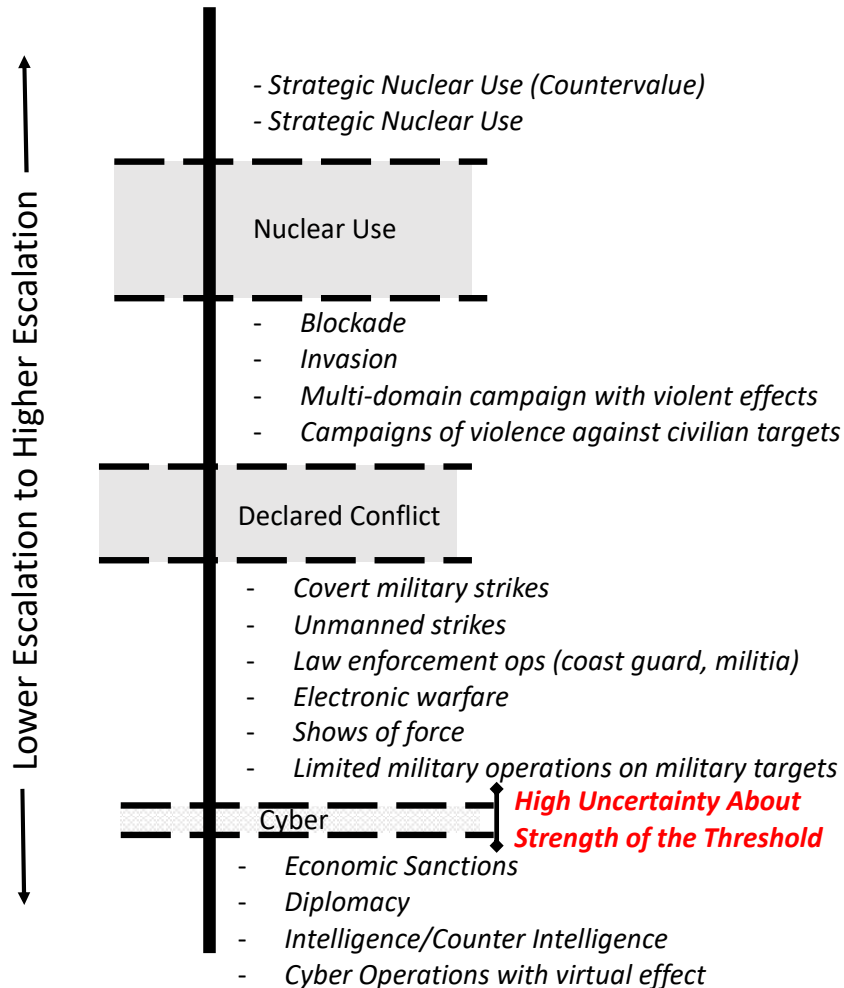 Lower Escalation to Higher Escalation
- Strategic Nuclear Use (Countervalue)
- Strategic Nuclear Use
Nuclear Use
- Blockade
- Invasion
- Multi-domain campaign with violent effects
- Campaigns of violence against civilian targets
Declared Conflict
- Covert military strikes
- Unmanned strikes
- Law enforcement ops (coast guard, militia)
- Electronic warfare
- Shows of force
- Limited military operations on military targets
Cyber
High Uncertainty About
Strength of the Threshold
- Economic Sanctions
- Diplomacy
- Intelligence/Counter Intelligence
- Cyber Operations with virtual effect